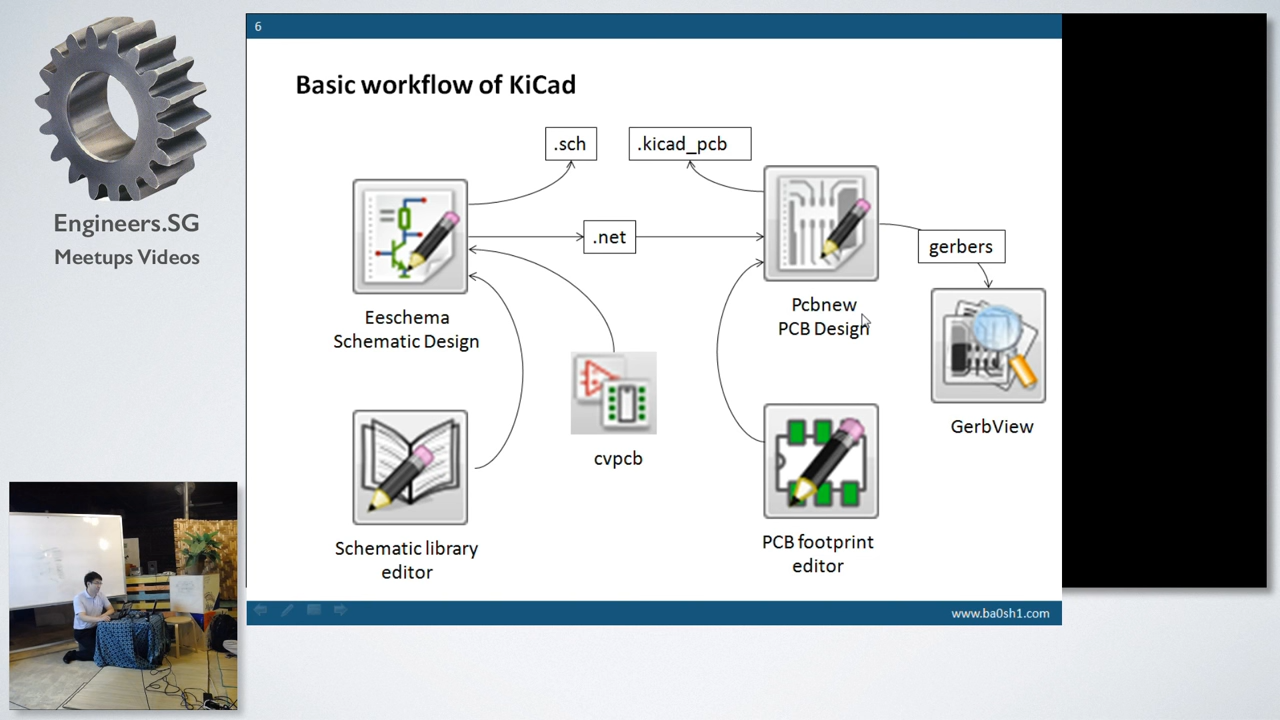 6
Engineers.SG
Meetups Videos
Basic workflow of KiCad
.sch
.kicad_pcb
.net
gerbers
Eeschema
Schematic Design
Pcbnew
PCB Design
GerbView
cvpcb
Schematic library
editor
PCB footprint
editor
www.ba0sh1.com